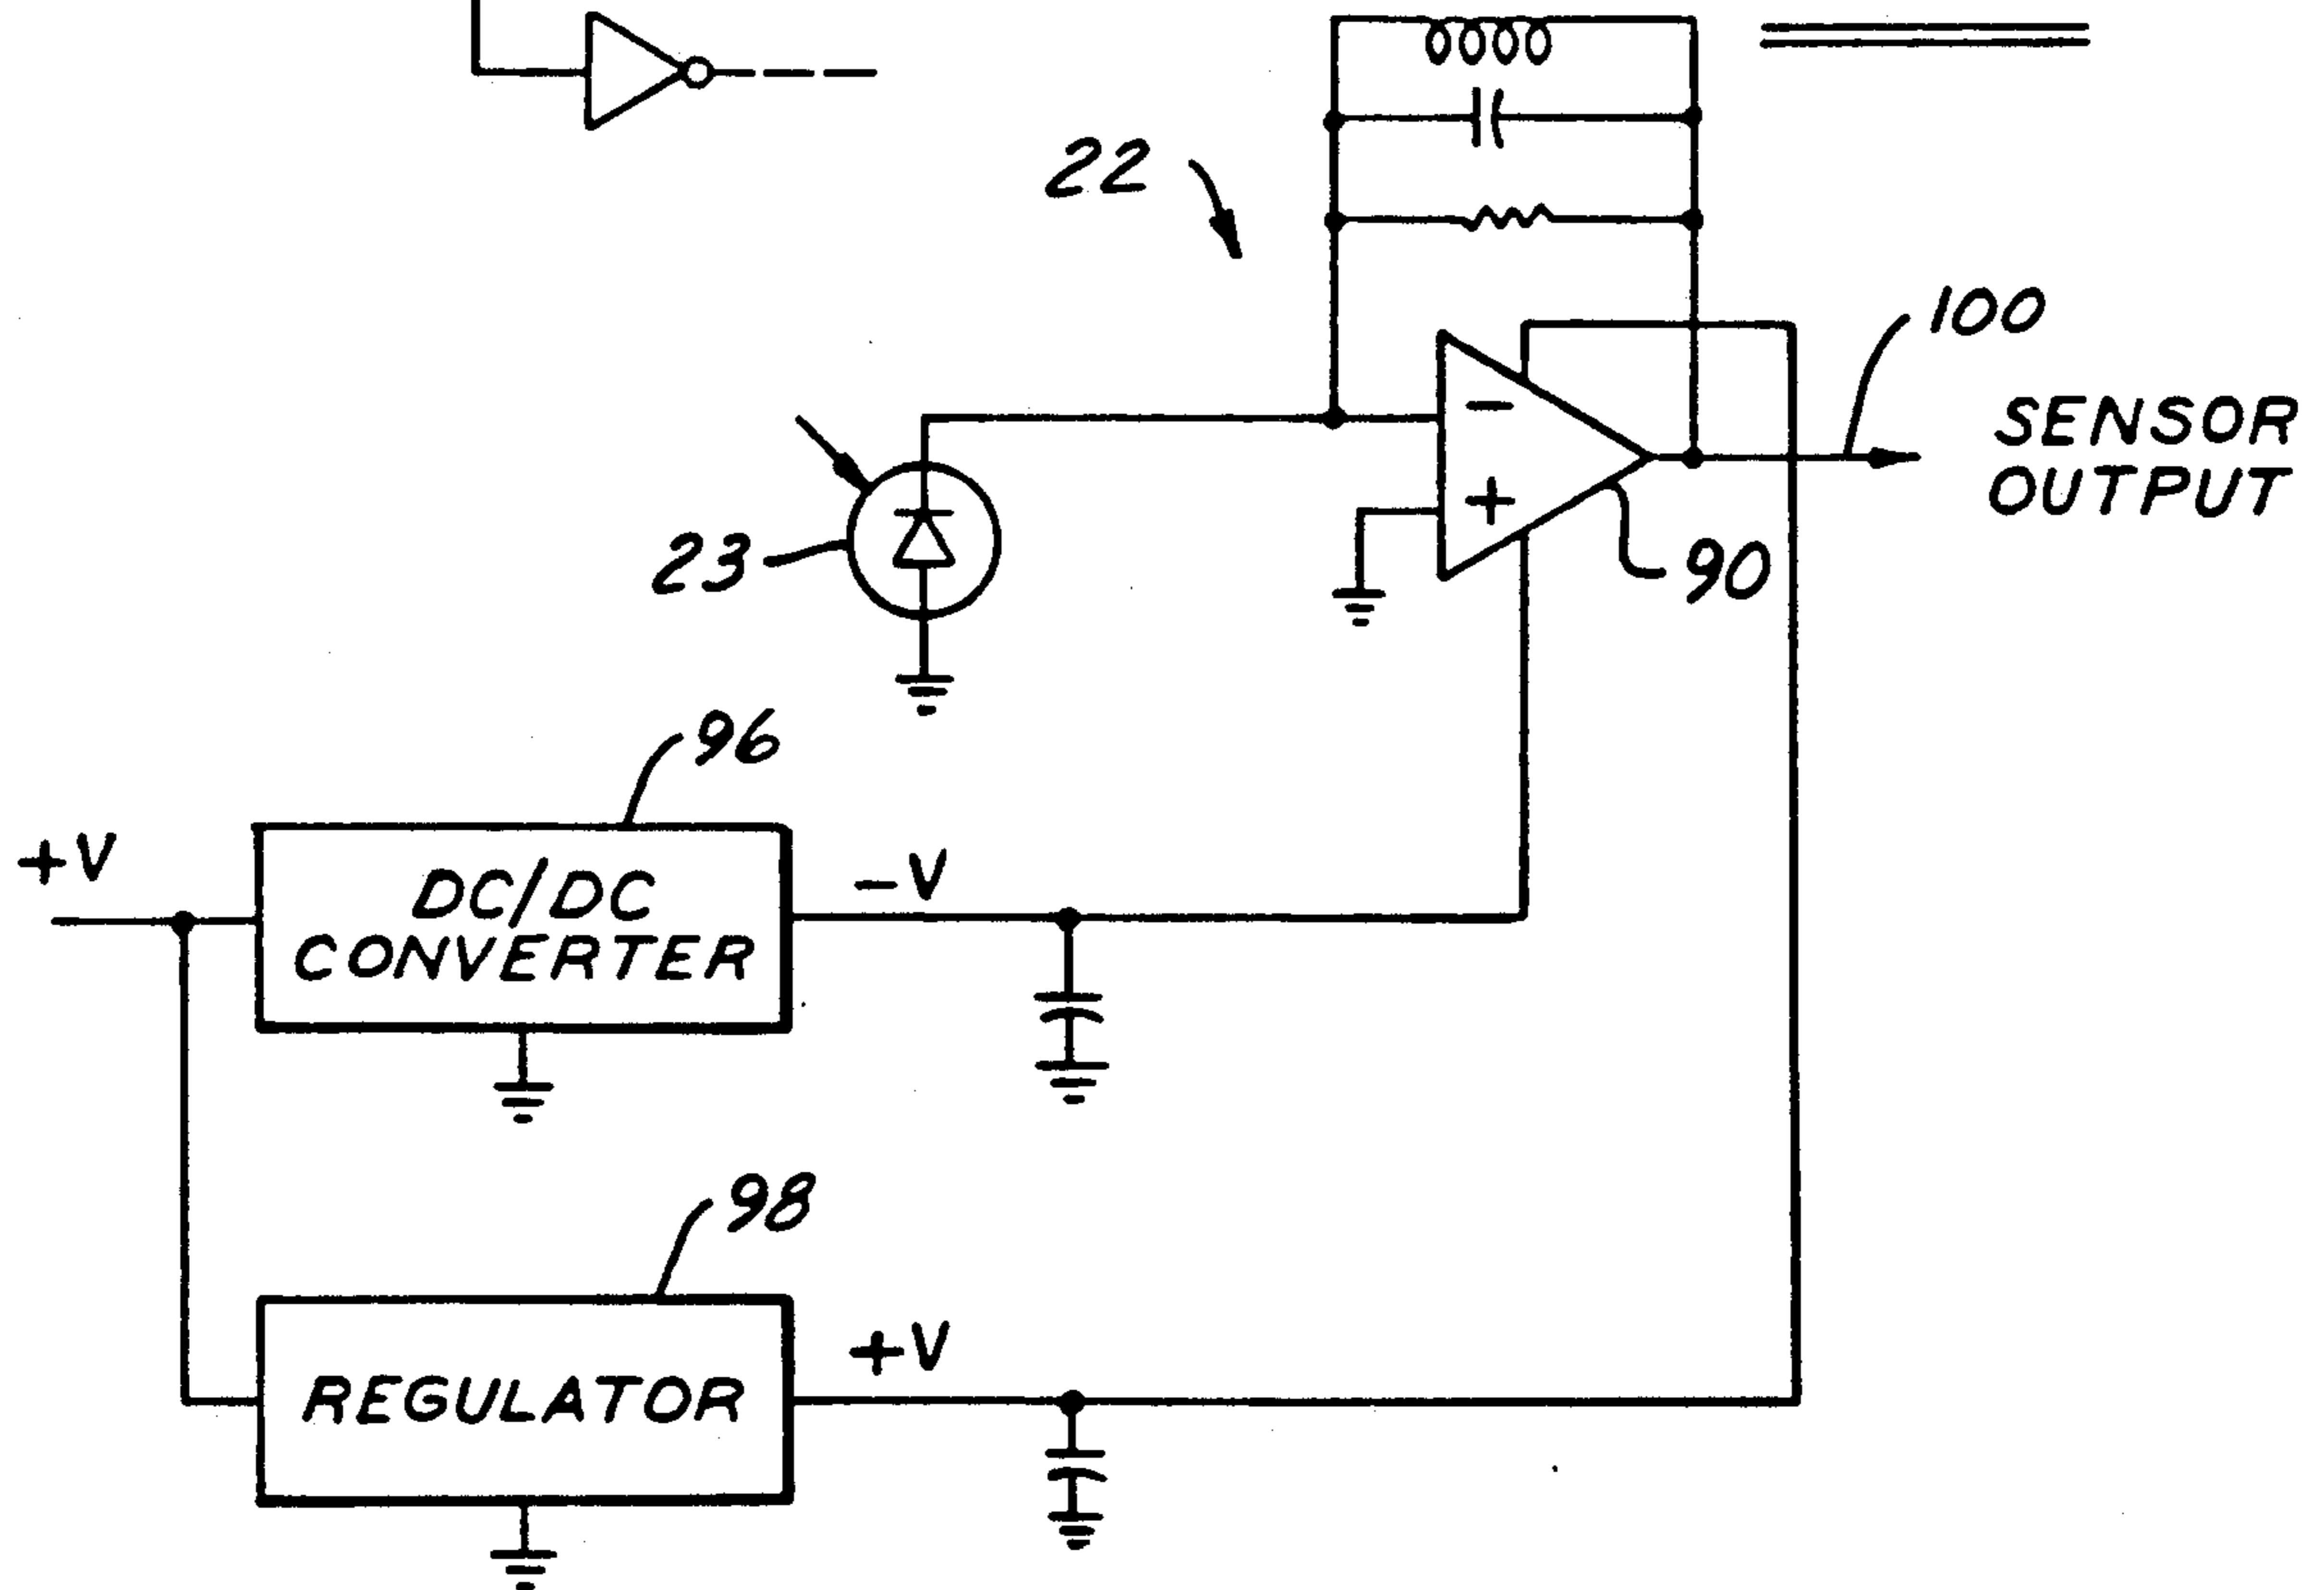 22
100
SENSOR
OUTPUT
−
+
23
90
96
+V
DC/DC
CONVERTER
−V
98
REGULATOR
+V